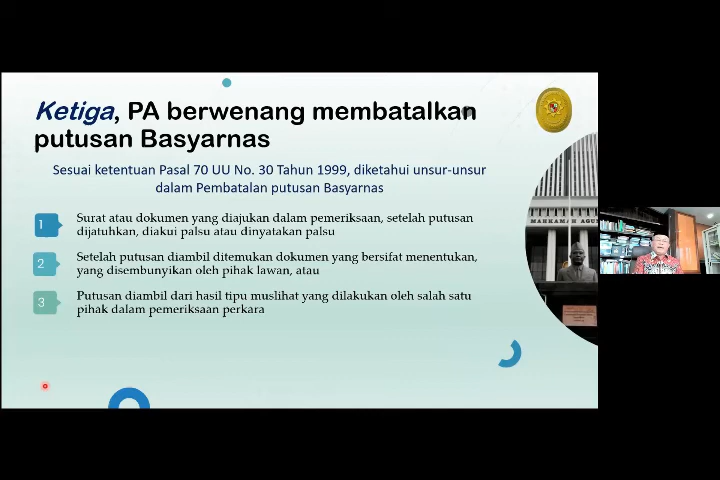 Ketiga, PA berwenang membatalkan
putusan Basyarnas
Sesuai ketentuan Pasal 70 UU No. 30 Tahun 1999, diketahui unsur-unsur
dalam Pembatalan putusan Basyarnas
1
Surat atau dokumen yang diajukan dalam pemeriksaan, setelah putusan
dijatuhkan, diakui palsu atau dinyatakan palsu
2
Setelah putusan diambil ditemukan dokumen yang bersifat menentukan,
yang disembunyikan oleh pihak lawan, atau
3
Putusan diambil dari hasil tipu muslihat yang dilakukan oleh salah satu
pihak dalam pemeriksaan perkara
MAHKAMAH AGU